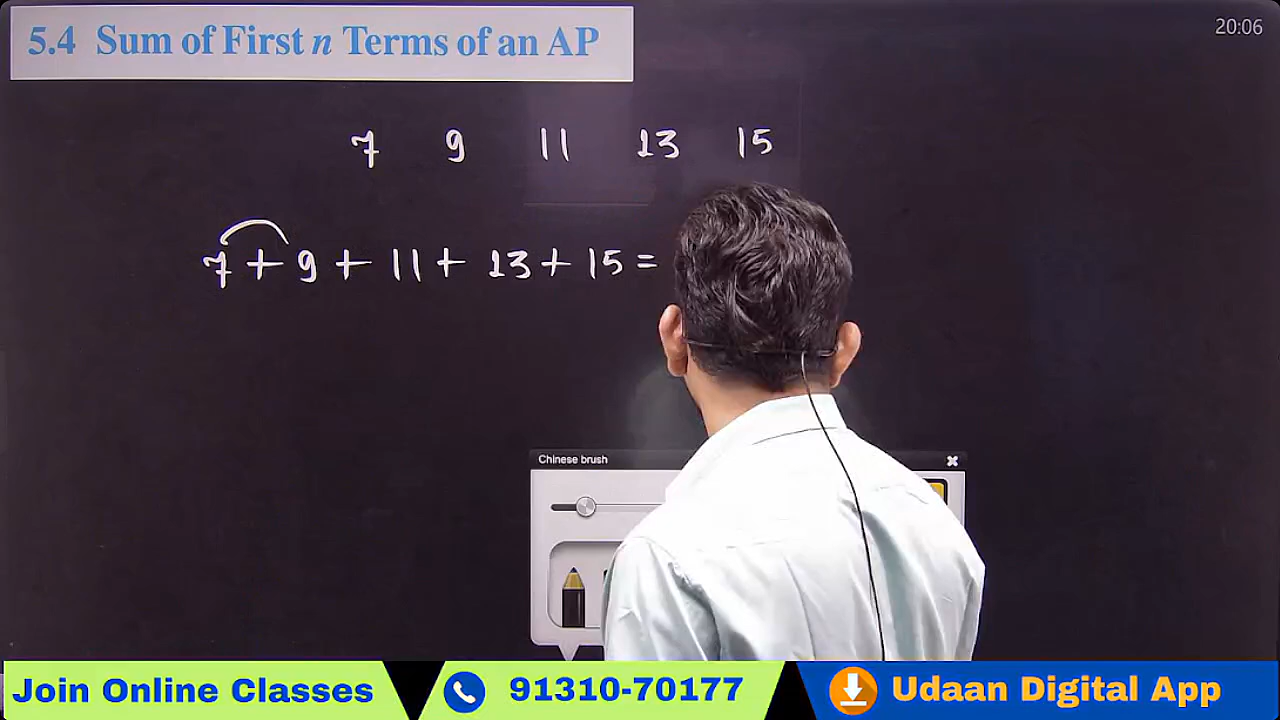 5.4 Sum of First n Terms of an AP
20:06
7 9 11 13 15
7 + 9 + 11 + 13 + 15 =
Chinese brush
Join Online Classes
91310-70177
Udaan Digital App